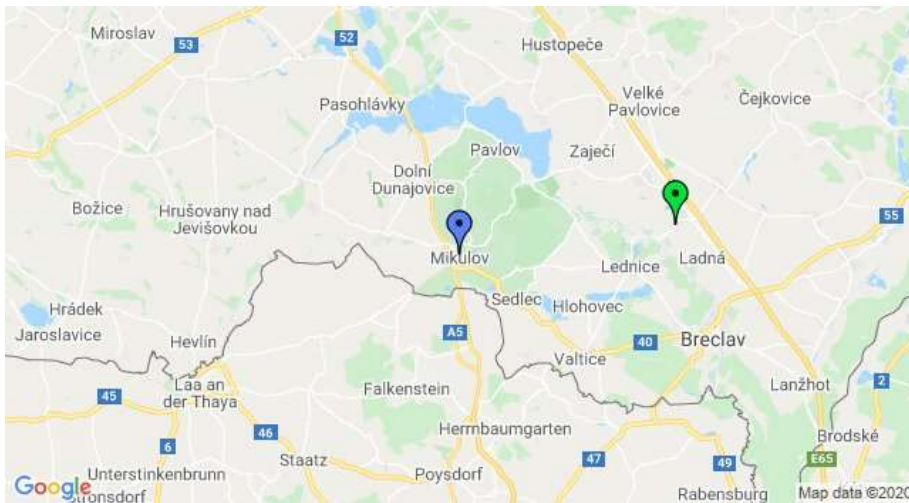 Miroslav
53
52
Hustopeče
Pasohlávky
Velké
Pavlovice
Čejkovice
Pavlov
Zaječí
Dolní
Dunajovice
Božice
Hrušovany nad
Jevišovkou
55
Mikulov
Lednice
Ladná
Sedlec
Hlohovec
Hrádek
Jaroslavice
Hevlín
A5
40
Breclav
Valtice
2
Laa an
der Thaya
45
Falkenstein
Lanžhot
6
46
Herrnbaumgarten
Brodské
Staatz
47
49
E65
Unterstinkenbrunn
Poysdorf
Stronsdorf
Rabensburg
Google
Map data ©2020